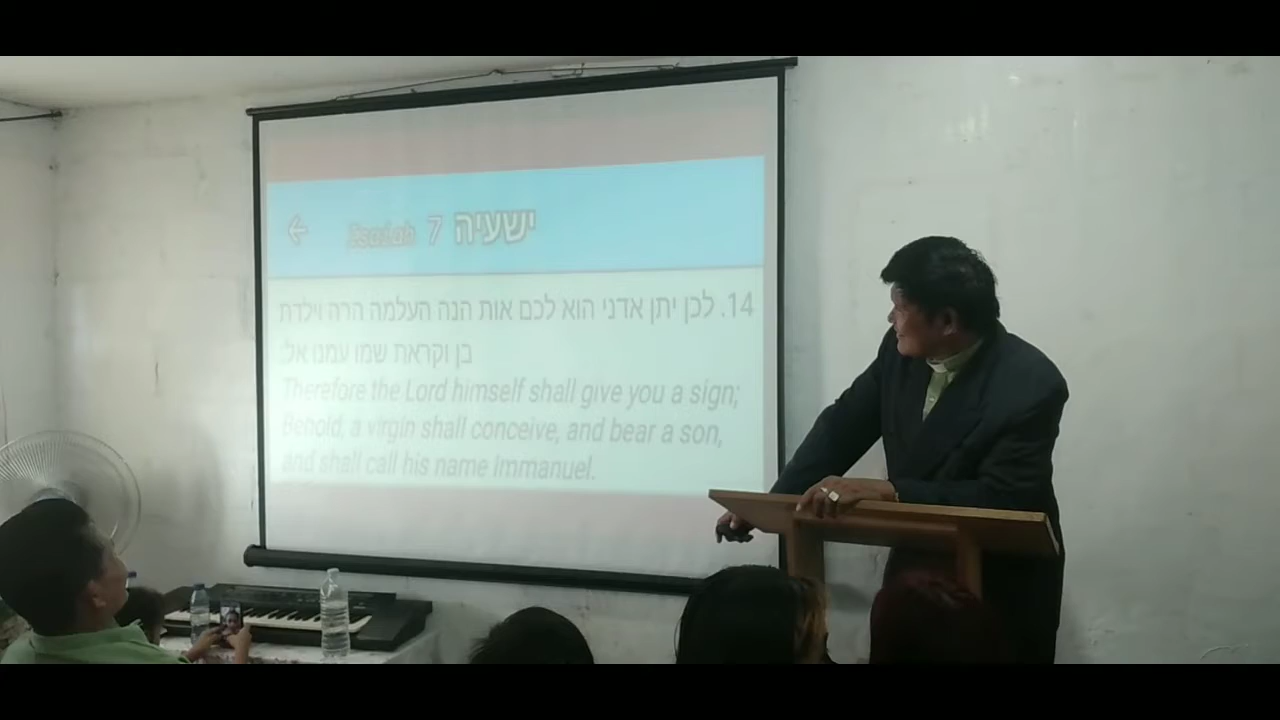 Isaiah 7 ישעיה
14. לכן יתן אדני הוא לכם אות הנה העלמה הרה וילדת
בן וקראת שמו עמנו אל.
Therefore the Lord himself shall give you a sign;
Behold, a virgin shall conceive, and bear a son,
and shall call his name Immanuel.